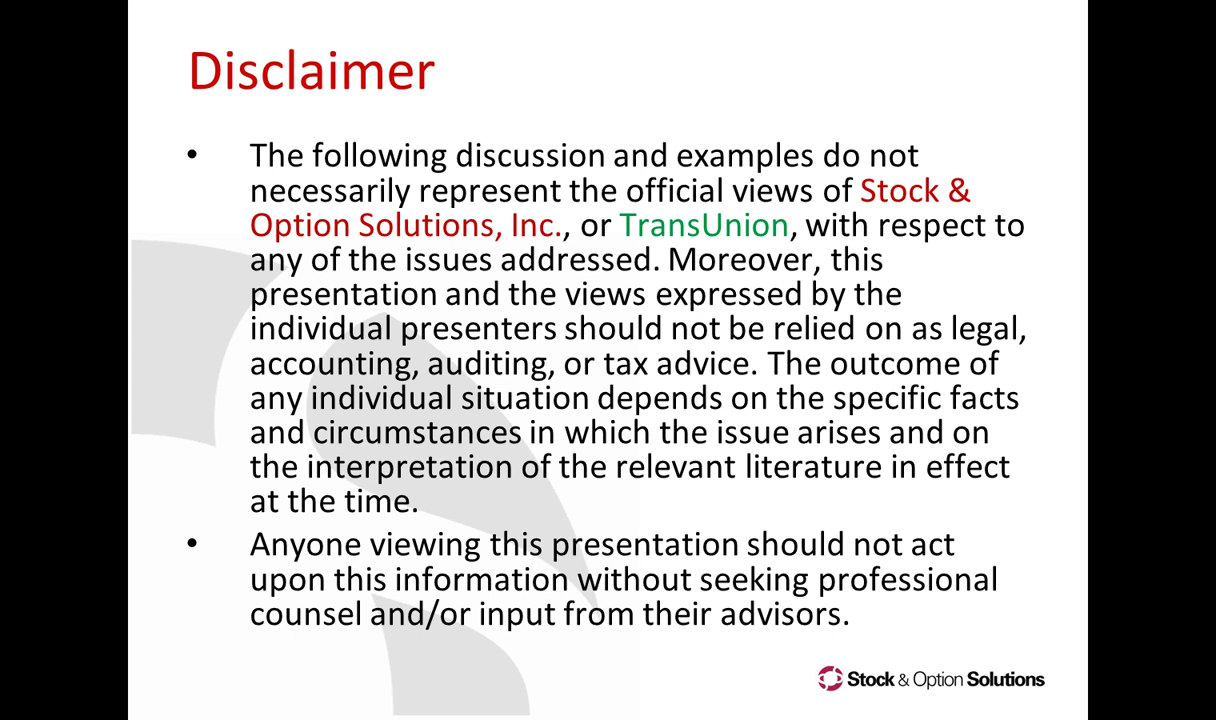 Disclaimer
• The following discussion and examples do not
necessarily represent the official views of Stock &
Option Solutions, Inc., or TransUnion, with respect to
any of the issues addressed. Moreover, this
presentation and the views expressed by the
individual presenters should not be relied on as legal,
accounting, auditing, or tax advice. The outcome of
any individual situation depends on the specific facts
and circumstances in which the issue arises and on
the interpretation of the relevant literature in effect
at the time.
• Anyone viewing this presentation should not act
upon this information without seeking professional
counsel and/or input from their advisors.
Stock & Option Solutions